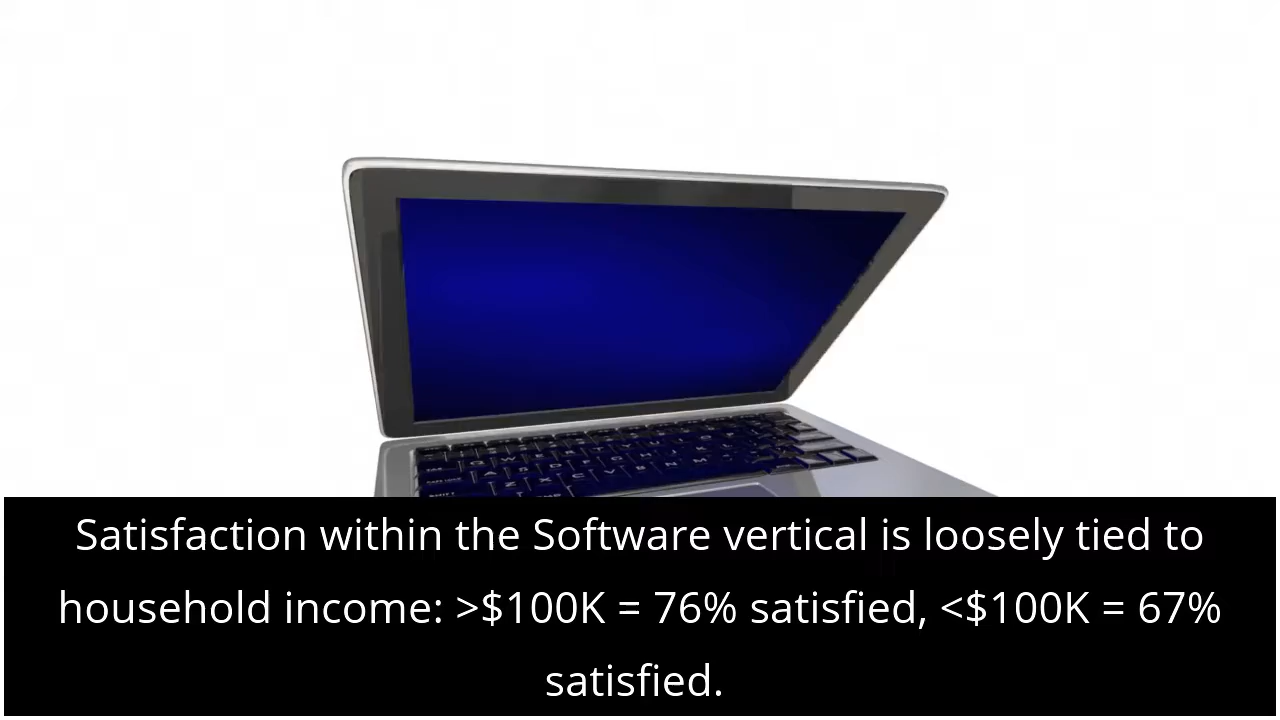 Satisfaction within the Software vertical is loosely tied to
household income: >$100K = 76% satisfied, <$100K = 67%
satisfied.